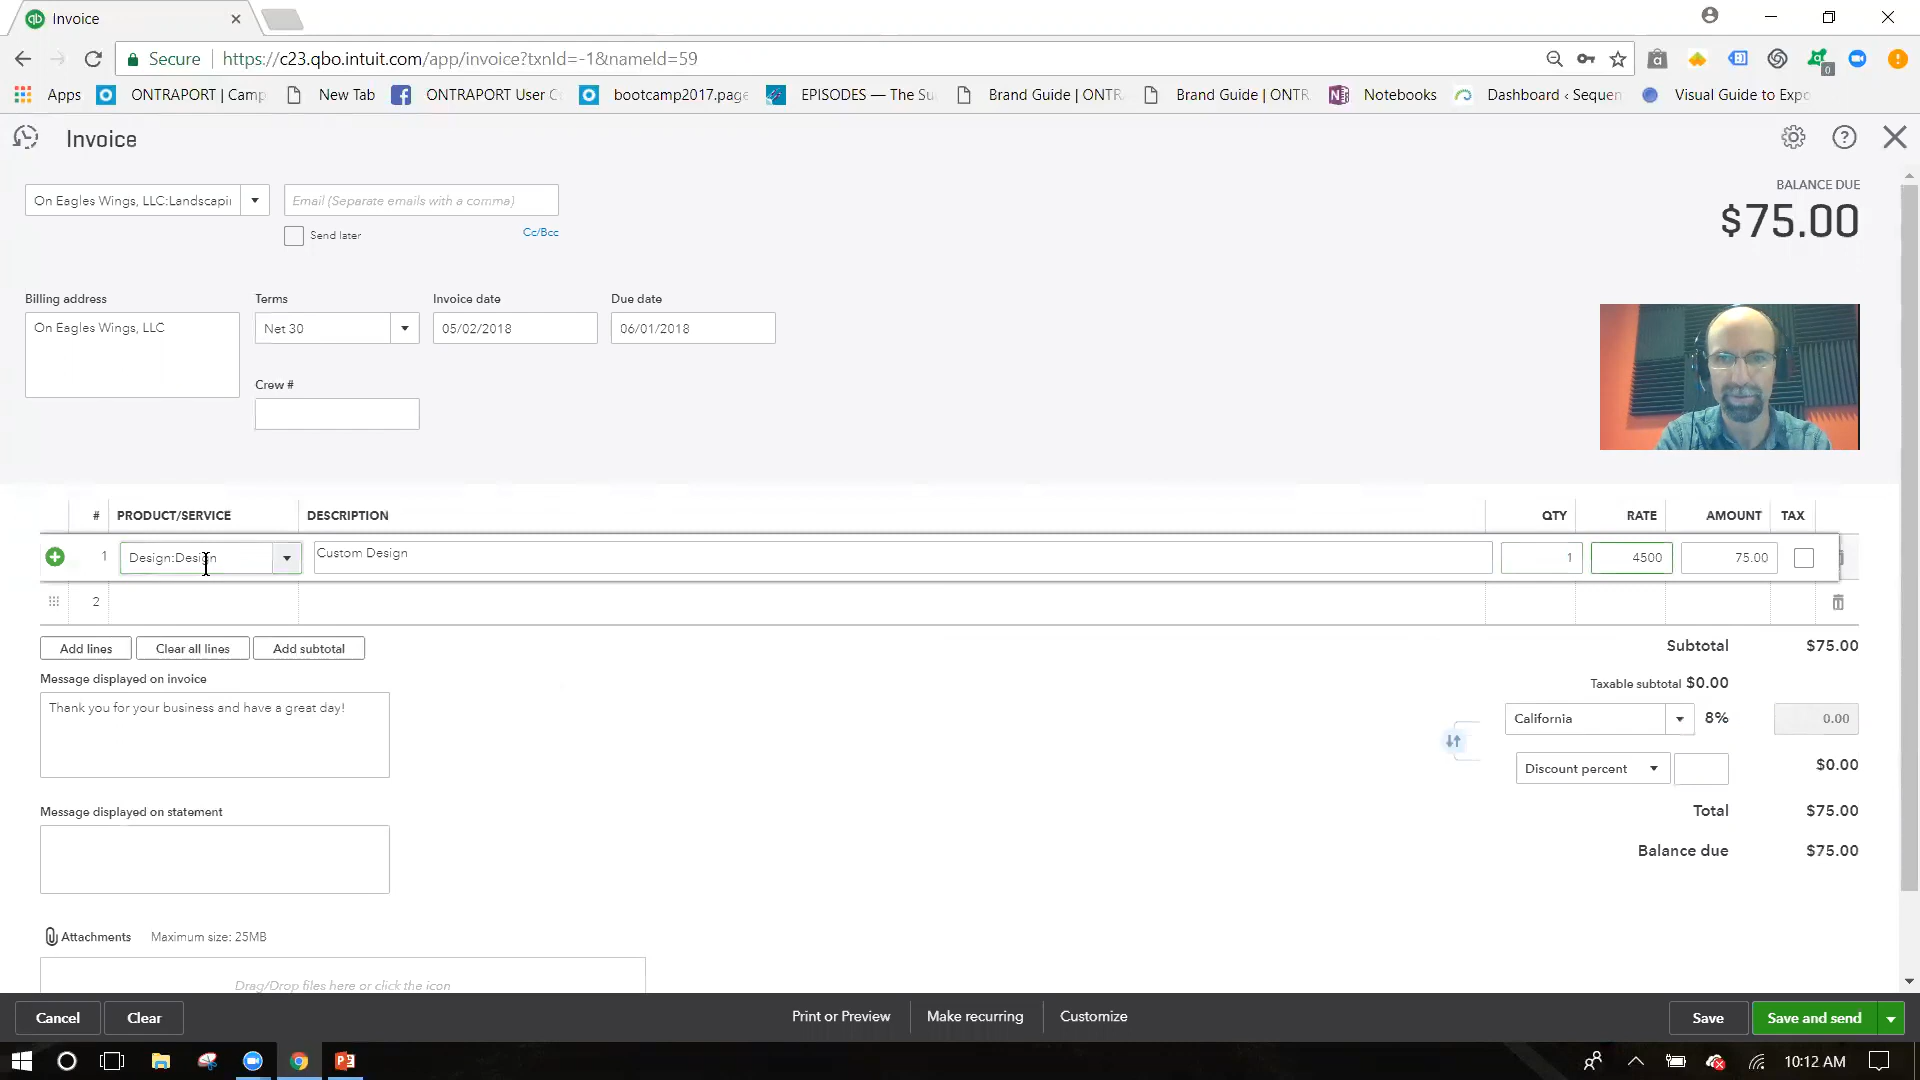 Invoice
Secure https://c23.qbo.intuit.com/app/invoice?txnId=-1&nameId=59
Apps ONTRAPORT | Camp New Tab ONTRAPORT User C bootcamp2017.page EPISODES — The Su Brand Guide | ONTR Brand Guide | ONTR Notebooks Dashboard ‹ Sequen Visual Guide to Expo
Invoice
BALANCE DUE
$75.00
On Eagles Wings, LLC:Landscapi Email (Separate emails with a comma)
Send later Cc/Bcc
Billing address Terms Invoice date Due date
On Eagles Wings, LLC Net 30 05/02/2018 06/01/2018
Crew #
# PRODUCT/SERVICE DESCRIPTION QTY RATE AMOUNT TAX
1 Design:Design Custom Design 1 4500 75.00
2
Add lines Clear all lines Add subtotal Subtotal $75.00
Message displayed on invoice Taxable subtotal $0.00
Thank you for your business and have a great day! California 8% 0.00
Discount percent $0.00
Message displayed on statement Total $75.00
Balance due $75.00
Attachments Maximum size: 25MB
Drag/Drop files here or click the icon
Cancel Clear Print or Preview Make recurring Customize Save Save and send
10:12 AM